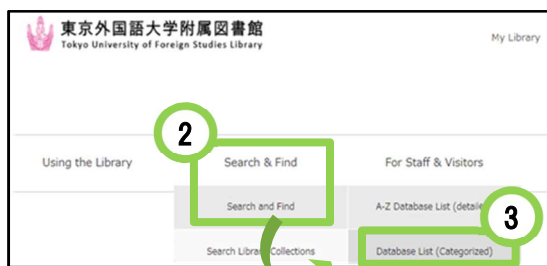 東京外国語大学附属図書館
Tokyo University of Foreign Studies Library
My Library
2
Using the Library
Search & Find
For Staff & Visitors
Search and Find
A-Z Database List (detaile
3
Search Library Collections
Database List (Categorized)